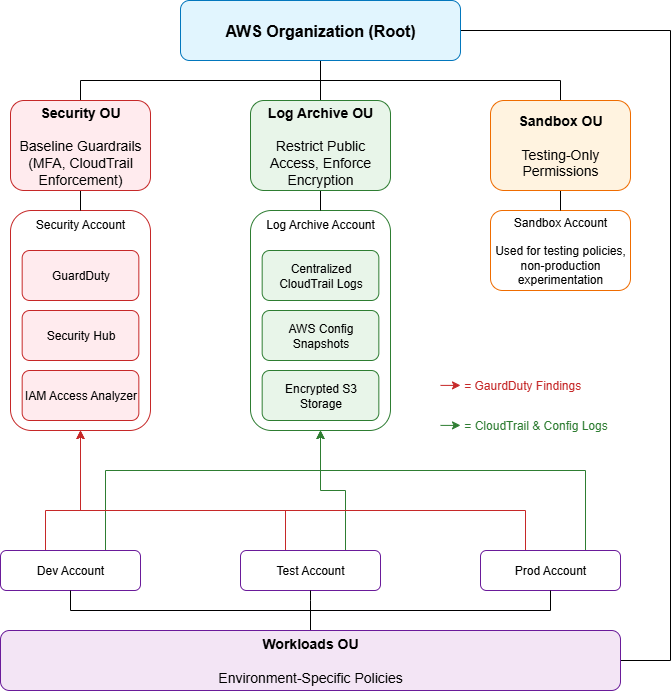 AWS Organization (Root)
Security OU
Baseline Guardrails
(MFA, CloudTrail
Enforcement)
Log Archive OU
Restrict Public
Access, Enforce
Encryption
Sandbox OU
Testing-Only
Permissions
Security Account
GuardDuty
Security Hub
IAM Access Analyzer
Log Archive Account
Centralized
CloudTrail Logs
AWS Config
Snapshots
Encrypted S3
Storage
Sandbox Account
Used for testing policies,
non-production
experimentation
= GaurdDuty Findings
= CloudTrail & Config Logs
Dev Account
Test Account
Prod Account
Workloads OU
Environment-Specific Policies